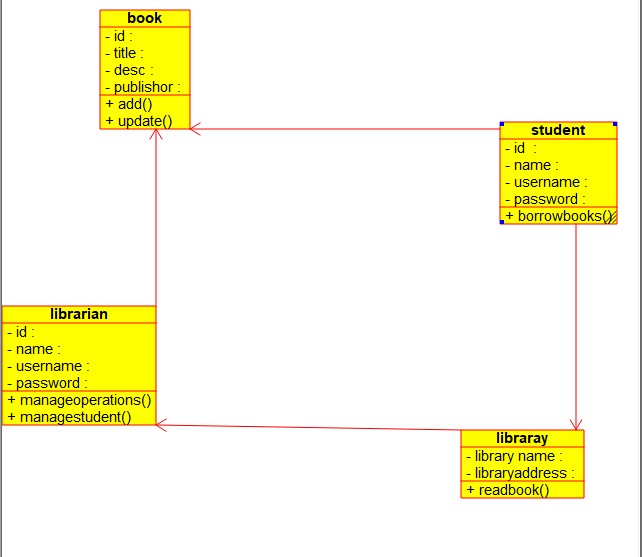 book
- id :
- title :
- desc :
- publishor :
+ add()
+ update()
student
- id :
- name :
- username :
- password :
+ borrowbooks()
librarian
- id :
- name :
- username :
- password :
+ manageoperations()
+ managestudent()
libraray
- library name :
- libraryaddress :
+ readbook()